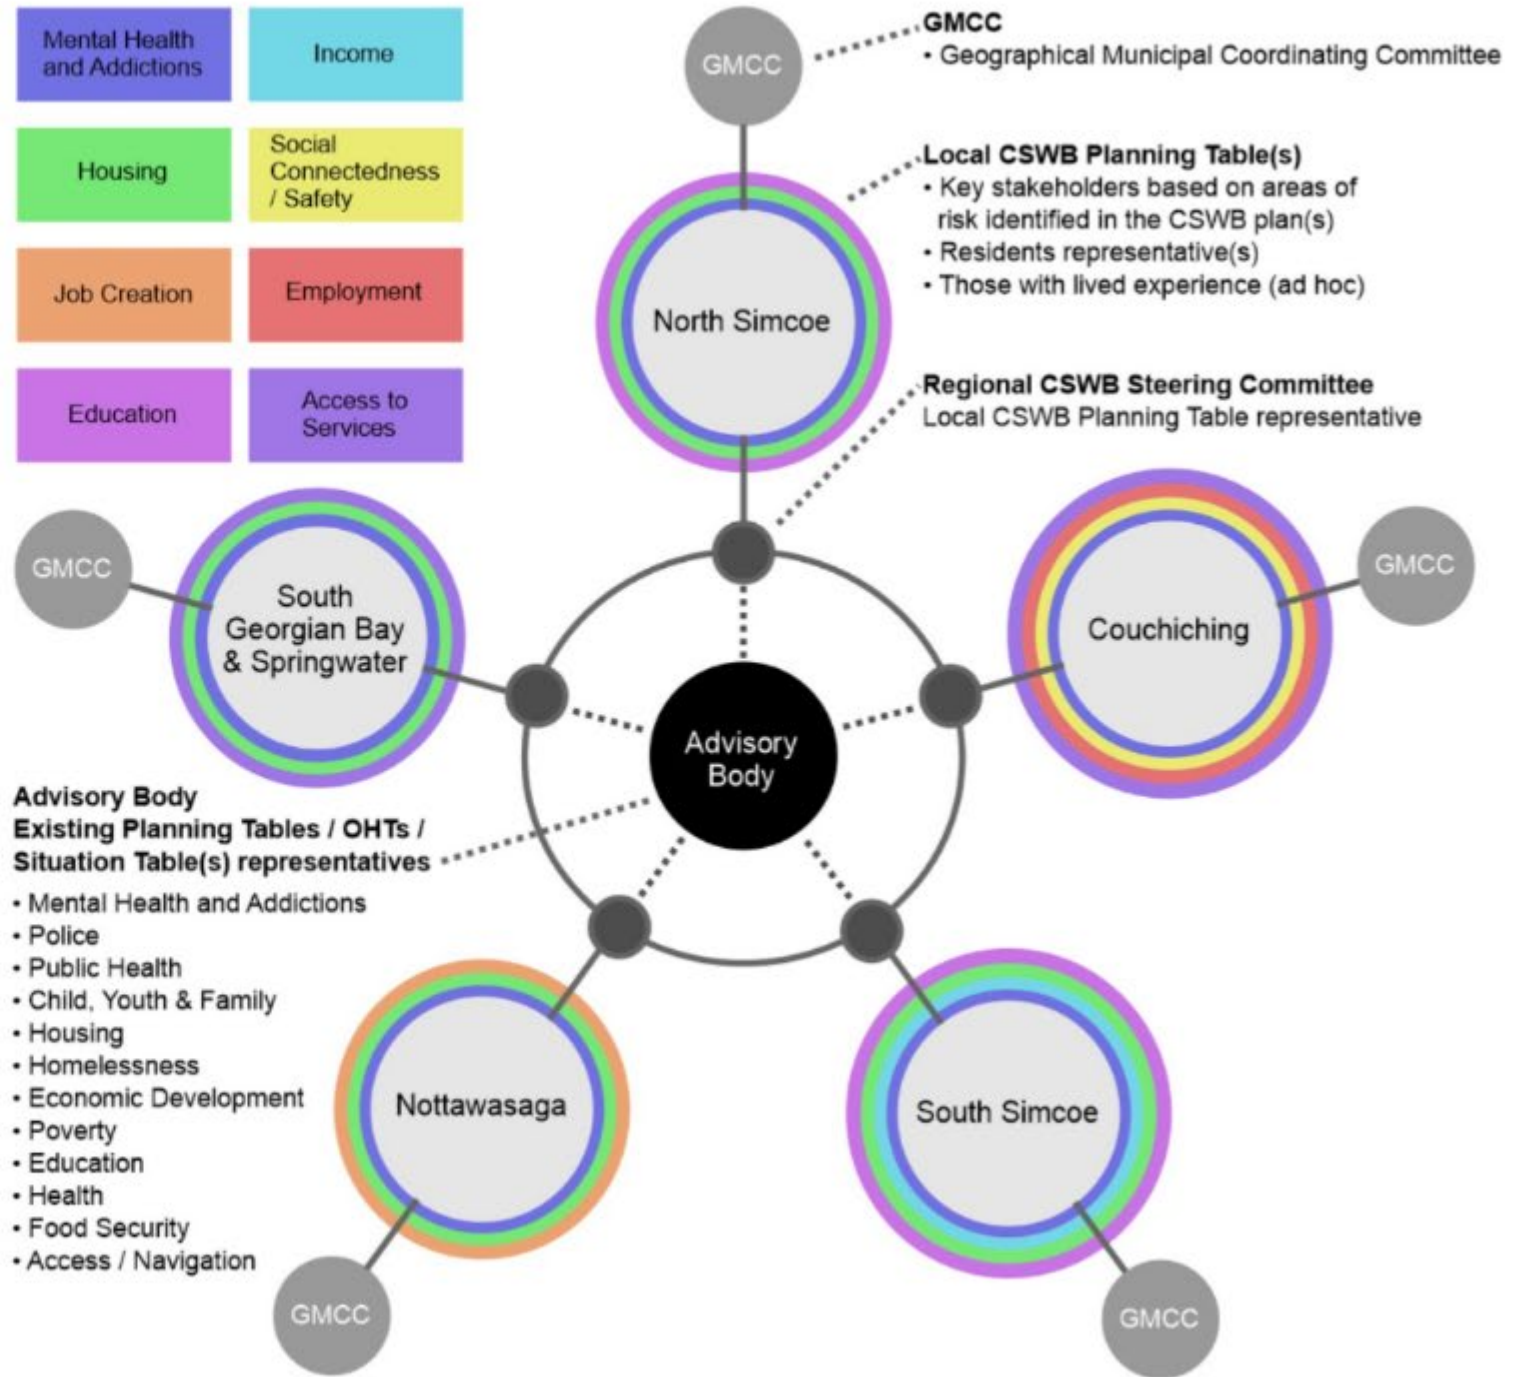 Mental Health
and Addictions
Income
Housing
Social
Connectedness
/ Safety
Job Creation
Employment
Education
Access to
Services
GMCC
GMCC
• Geographical Municipal Coordinating Committee
Local CSWB Planning Table(s)
• Key stakeholders based on areas of
risk identified in the CSWB plan(s)
• Residents representative(s)
• Those with lived experience (ad hoc)
North Simcoe
Regional CSWB Steering Committee
Local CSWB Planning Table representative
GMCC
South
Georgian Bay
& Springwater
Couchiching
GMCC
Advisory
Body
Advisory Body
Existing Planning Tables / OHTs /
Situation Table(s) representatives
• Mental Health and Addictions
• Police
• Public Health
• Child, Youth & Family
• Housing
• Homelessness
• Economic Development
• Poverty
• Education
• Health
• Food Security
• Access / Navigation
Nottawasaga
South Simcoe
GMCC
GMCC